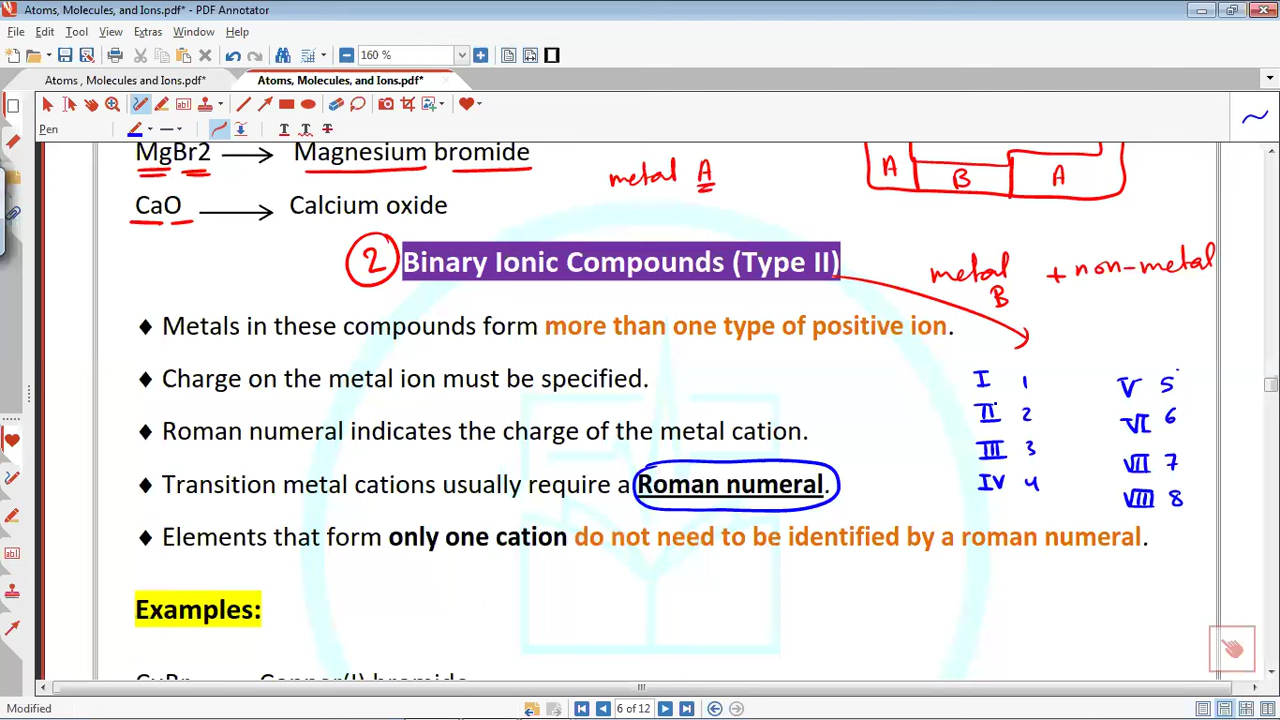 Atoms, Molecules, and Ions.pdf* - PDF Annotator
File Edit Tool View Extras Window Help
160 %
Atoms , Molecules and Ions.pdf* Atoms, Molecules, and Ions.pdf*
Pen
MgBr2 → Magnesium bromide
metal A
A B A
CaO → Calcium oxide
2 Binary Ionic Compounds (Type II)
metal B + non-metal
♦ Metals in these compounds form more than one type of positive ion.
♦ Charge on the metal ion must be specified.
I 1 V 5
II 2 VI 6
♦ Roman numeral indicates the charge of the metal cation.
III 3 VII 7
♦ Transition metal cations usually require a Roman numeral.
IV 4 VIII 8
♦ Elements that form only one cation do not need to be identified by a roman numeral.
Examples:
CuBr Copper(I) bromide
Modified 6 of 12